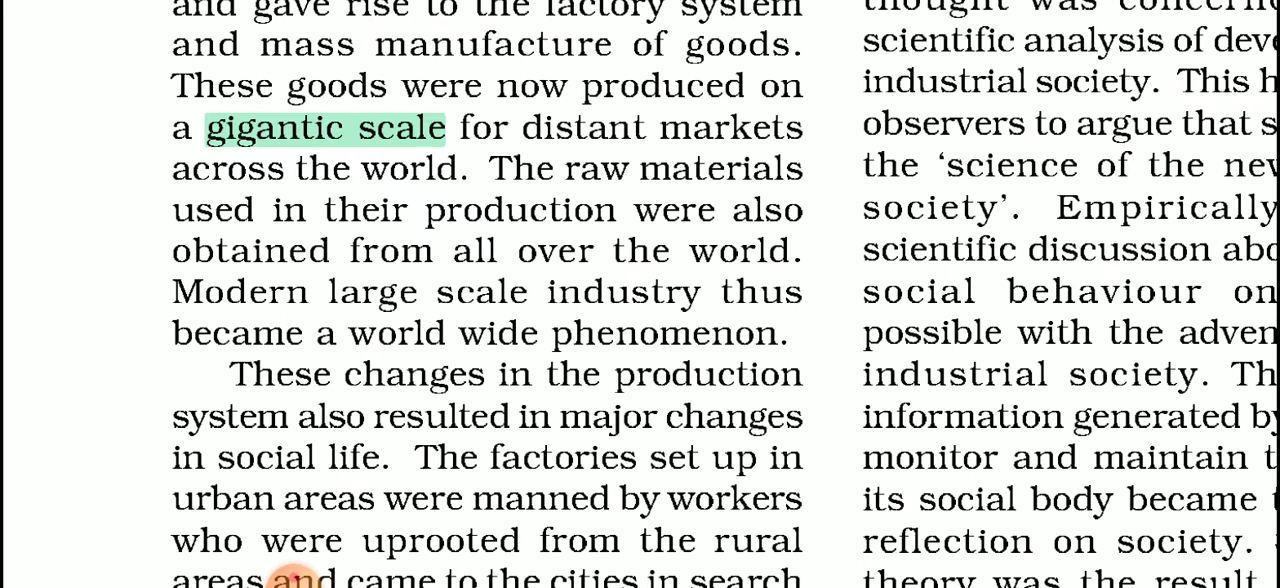 and gave rise to the factory system
and mass manufacture of goods.
These goods were now produced on
a gigantic scale for distant markets
across the world. The raw materials
used in their production were also
obtained from all over the world.
Modern large scale industry thus
became a world wide phenomenon.
These changes in the production
system also resulted in major changes
in social life. The factories set up in
urban areas were manned by workers
who were uprooted from the rural
areas and came to the cities in search
thought was
scientific analysis of
industrial society. This
observers to argue that
the ‘science of the
society’. Empirically
scientific discussion
social behaviour on
possible with the
industrial society.
information generated
monitor and maintain
its social body became
reflection on society.
theory was the result